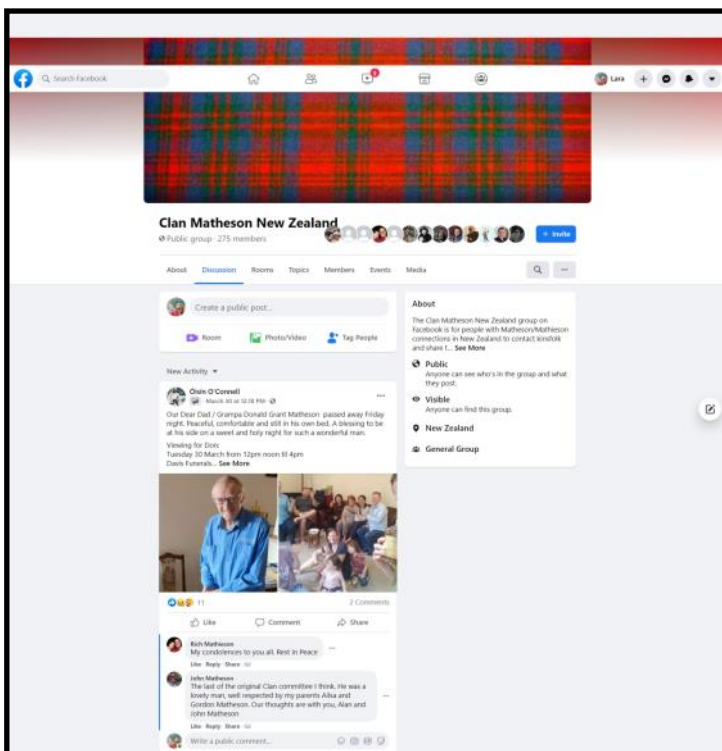 Search Facebook
Lara
Clan Matheson New Zealand
Public group · 275 members
+ Invite
About Discussion Rooms Topics Members Events Media
Create a public post...
Room Photo/Video Tag People
New Activity
Oisin O'Connell
March 30 at 12:18 PM
Our Dear Dad / Grampa Donald Grant Matheson passed away Friday
night. Peaceful, comfortable and still in his own bed. A blessing to be
at his side on a sweet and holy night for such a wonderful man.
Viewing for Doric
Tuesday 30 March from 12pm noon til 4pm
Davis Funerals... See More
11
2 Comments
Like Comment Share
Rich Mathieson
My condolences to you all. Rest in Peace
Like · Reply · Share ·
John Matheson
The last of the original Clan committee I think. He was a
lovely man, well respected by my parents Ailsa and
Gordon Matheson. Our thoughts are with you, Alan and
John Matheson
Like · Reply · Share ·
Write a public comment...
About
The Clan Matheson New Zealand group on
Facebook is for people with Matheson/Mathieson
connections in New Zealand to contact kinsfolk
and share t... See More
Public
Anyone can see who's in the group and what
they post.
Visible
Anyone can find this group.
New Zealand
General Group